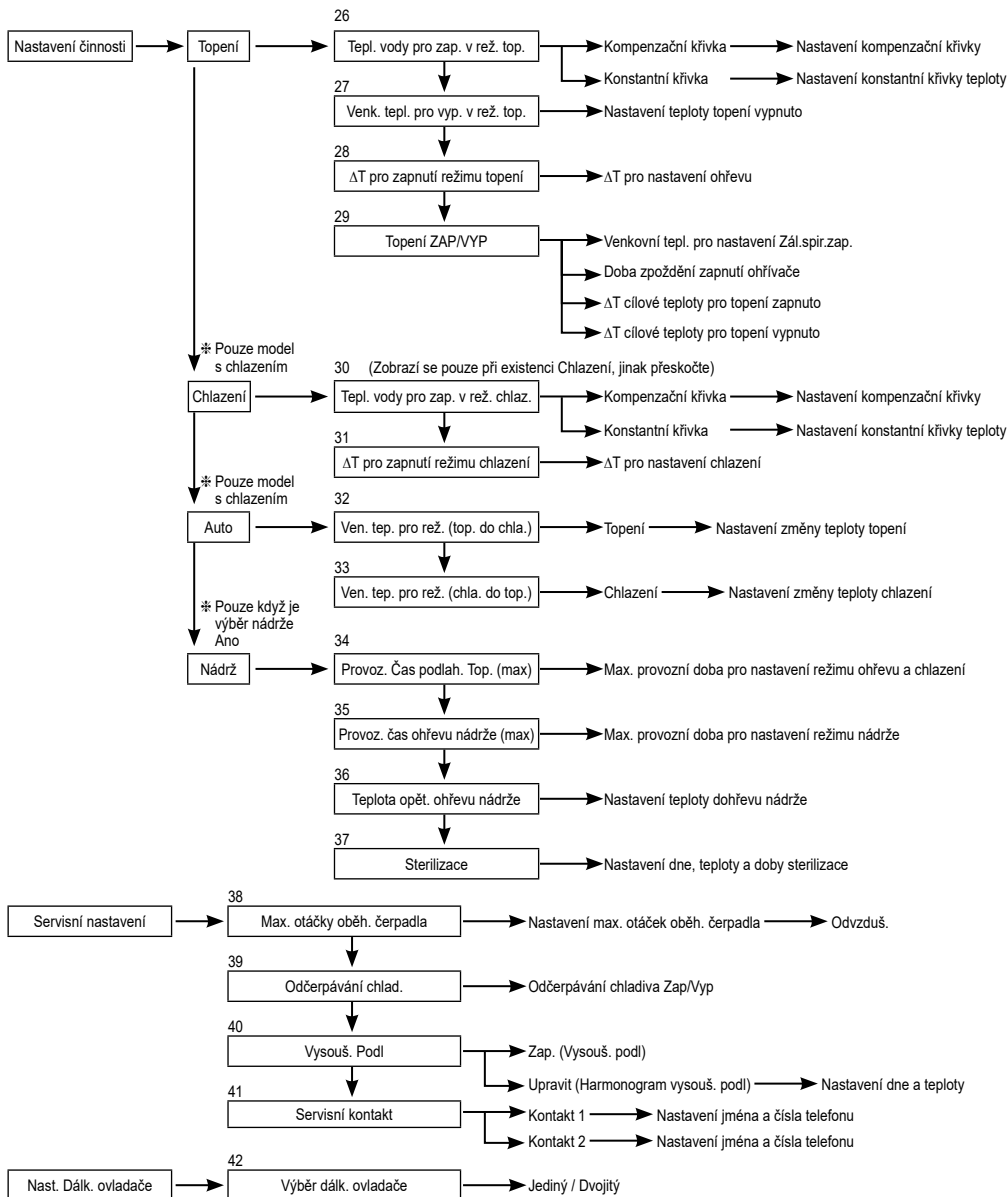 26
Nastavení činnosti
Topení
Tepl. vody pro zap. v rež. top.
Kompenzační křivka
Nastavení kompenzační křivky
Konstantní křivka
Nastavení konstantní křivky teploty
27
Venk. tepl. pro vyp. v rež. top.
Nastavení teploty topení vypnuto
28
∆T pro zapnutí režimu topení
∆T pro nastavení ohřevu
29
Topení ZAP/VYP
Venkovní tepl. pro nastavení Zál.spir.zap.
Doba zpoždění zapnutí ohřívače
∆T cílové teploty pro topení zapnuto
∆T cílové teploty pro topení vypnuto
❉ Pouze model
s chlazením
30 (Zobrazí se pouze při existenci Chlazení, jinak přeskočte)
Chlazení
Tepl. vody pro zap. v rež. chlaz.
Kompenzační křivka
Nastavení kompenzační křivky
Konstantní křivka
Nastavení konstantní křivky teploty
31
∆T pro zapnutí režimu chlazení
∆T pro nastavení chlazení
❉ Pouze model
s chlazením
32
Auto
Ven. tep. pro rež. (top. do chla.)
Topení
Nastavení změny teploty topení
33
Ven. tep. pro rež. (chla. do top.)
Chlazení
Nastavení změny teploty chlazení
❉ Pouze když je
výběr nádrže
Ano
34
Nádrž
Provoz. Čas podlah. Top. (max)
Max. provozní doba pro nastavení režimu ohřevu a chlazení
35
Provoz. čas ohřevu nádrže (max)
Max. provozní doba pro nastavení režimu nádrže
36
Teplota opět. ohřevu nádrže
Nastavení teploty dohřevu nádrže
37
Sterilizace
Nastavení dne, teploty a doby sterilizace
38
Servisní nastavení
Max. otáčky oběh. čerpadla
Nastavení max. otáček oběh. čerpadla
Odvzduš.
39
Odčerpávání chlad.
Odčerpávání chladiva Zap/Vyp
40
Vysouš. Podl
Zap. (Vysouš. podl)
Upravit (Harmonogram vysouš. podl)
Nastavení dne a teploty
41
Servisní kontakt
Kontakt 1
Nastavení jména a čísla telefonu
Kontakt 2
Nastavení jména a čísla telefonu
42
Nast. Dálk. ovladače
Výběr dálk. ovladače
Jediný / Dvojitý